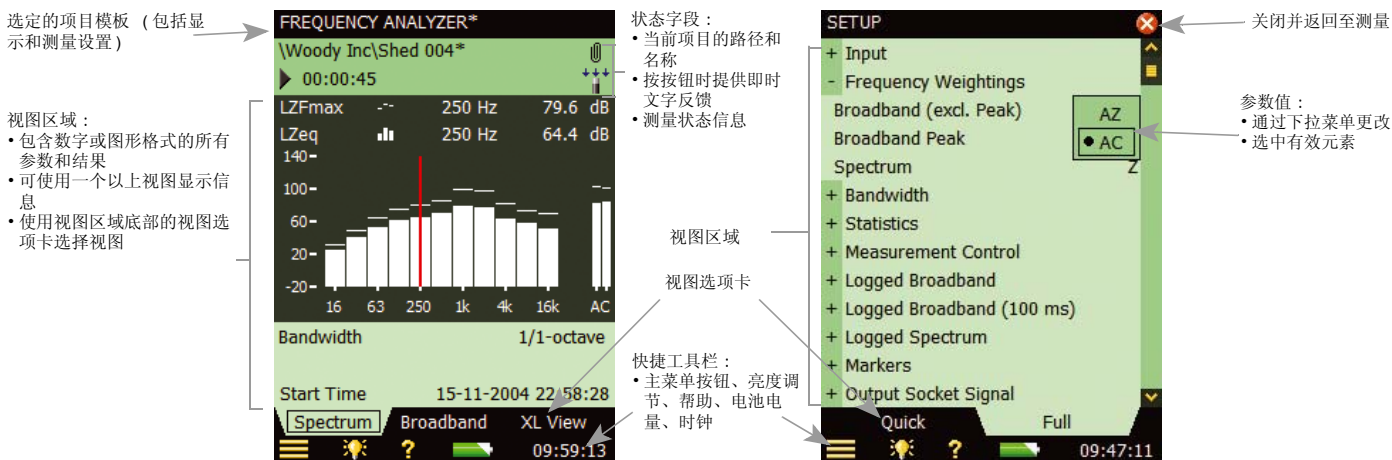 选定的项目模板 (包括显
示和测量设置)
视图区域:
• 包含数字或图形格式的所有
参数和结果
• 可使用一个以上视图显示信
息
• 使用视图区域底部的视图选
项卡选择视图
FREQUENCY ANALYZER*
\Woody Inc\Shed 004*
00:00:45
LZFmax 250 Hz 79.6 dB
LZeq 250 Hz 64.4 dB
140
100
60
20
-20
16 63 250 1k 4k 16k AC
Bandwidth 1/1-octave
Start Time 15-11-2004 22:58:28
Spectrum Broadband XL View
? 09:59:13
状态字段:
• 当前项目的路径和
名称
• 按按钮时提供即时
文字反馈
• 测量状态信息
视图区域
视图选项卡
快捷工具栏:
• 主菜单按钮、亮度调
节、帮助、电池电
量、时钟
SETUP
+ Input
- Frequency Weightings
Broadband (excl. Peak) AZ
Broadband Peak AC
Spectrum Z
+ Bandwidth
+ Statistics
+ Measurement Control
+ Logged Broadband
+ Logged Broadband (100 ms)
+ Logged Spectrum
+ Markers
+ Output Socket Signal
Quick Full
? 09:47:11
关闭并返回至测量
参数值:
• 通过下拉菜单更改
• 选中有效元素